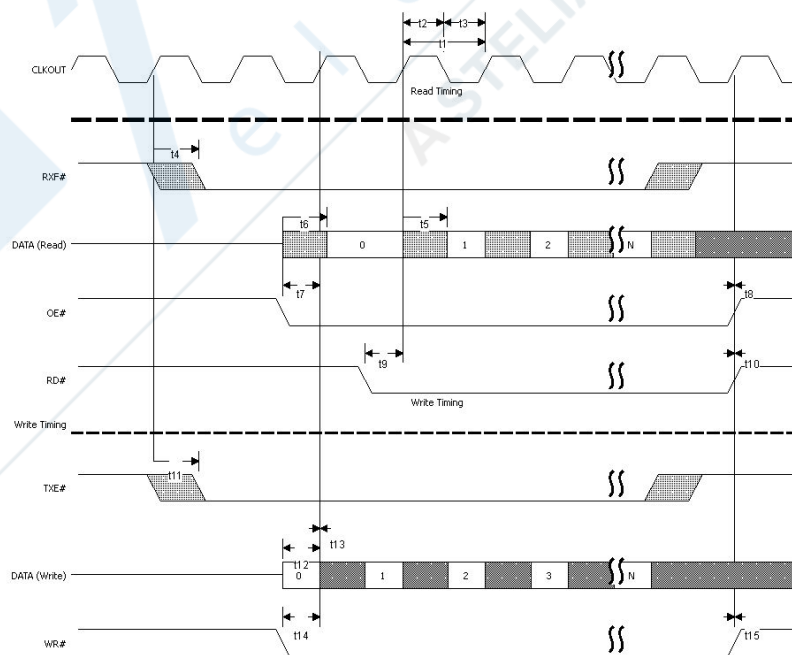 t2 t3
t1
CLKOUT
Read Timing
t4
RXF#
t6 t5
DATA (Read) 0 1 2 N
t7 t8
OE#
t9 t10
RD#
Write Timing
Write Timing
t11
TXE#
t13
t12
DATA (Write) 0 1 2 3 N
t14 t15
WR#
e l
A STELIA